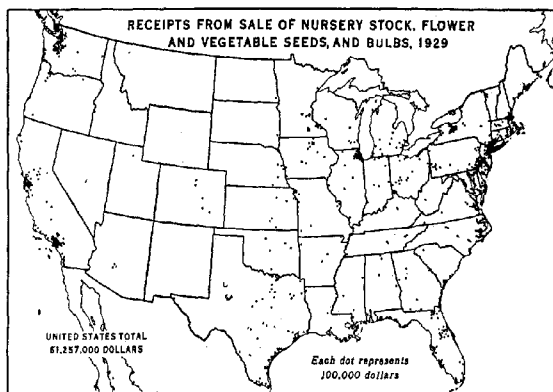 RECEIPTS FROM SALE OF NURSERY STOCK, FLOWER
AND VEGETABLE SEEDS, AND BULBS, 1929
UNITED STATES TOTAL
61,257,000 DOLLARS
Each dot represents
100,000 dollars